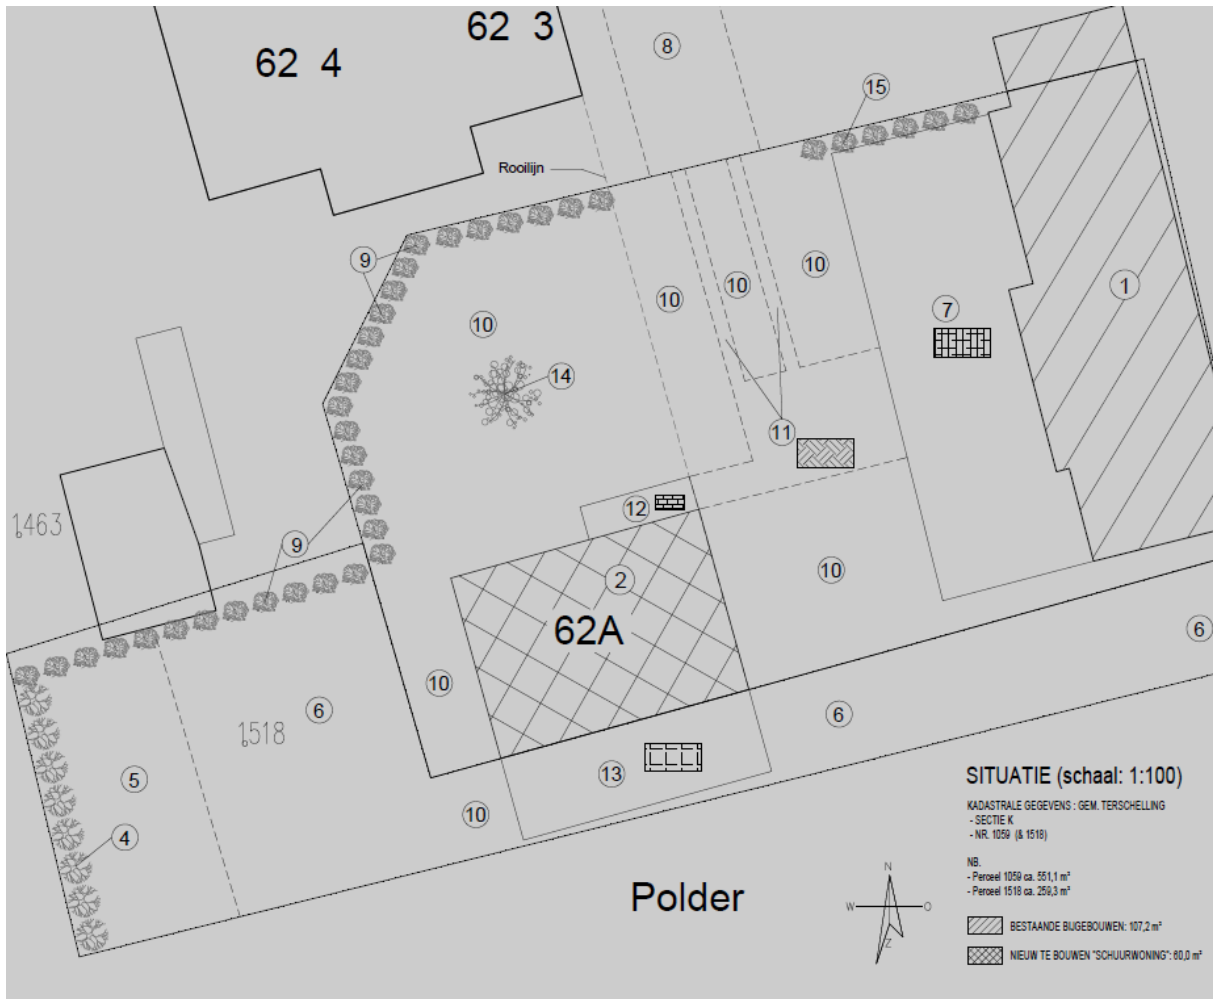 62 3
62 4
8
15
Rooilijn
9
10
10
10
10
7
1
14
11
1463
12
9
2
10
62A
6
10
6
1518
6
13
5
10
4
SITUATIE (schaal: 1:100)
KADASTRALE GEGEVENS : GEM. TERSCHELLING
- SECTIE K
- NR. 1059 (& 1518)
NB.
- Perceel 1059 ca. 551,1 m²
- Perceel 1518 ca. 259,3 m²
Polder
N
W
O
Z
BESTAANDE BIJGEBOUWEN: 107,2 m²
NIEUW TE BOUWEN "SCHUURWONING": 60,0 m²